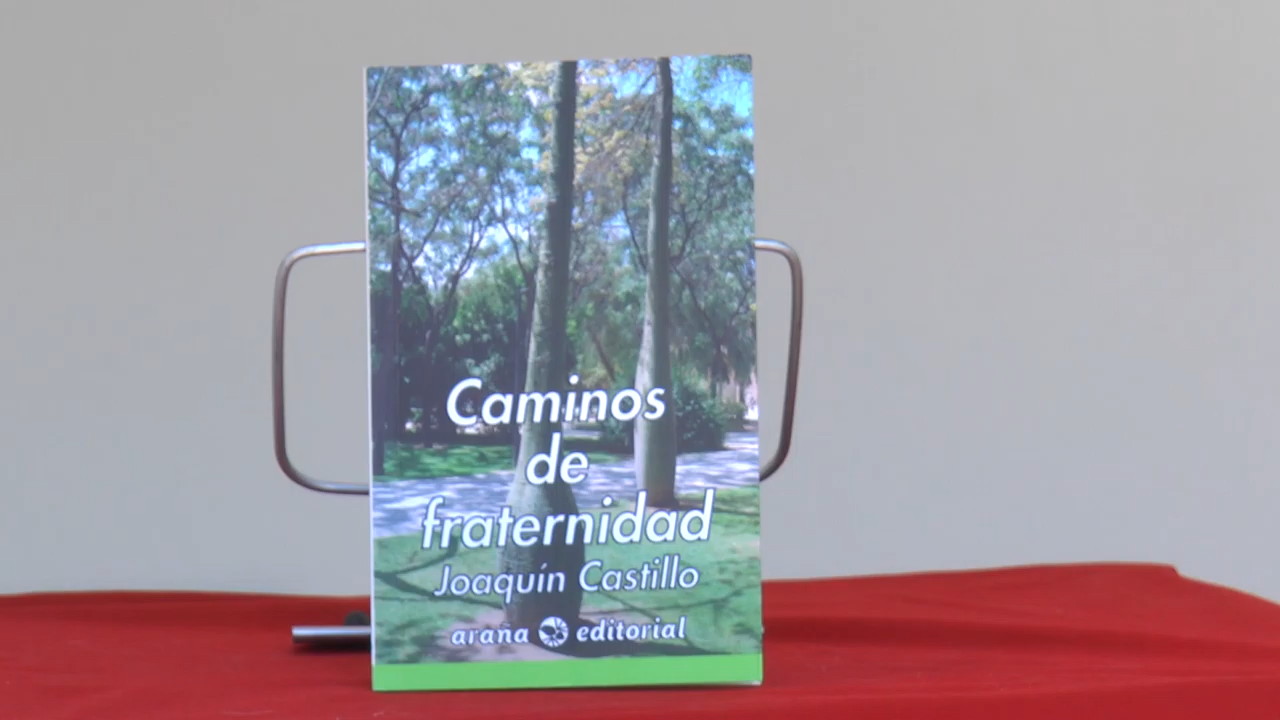 Caminos
de
fraternidad
Joaquín Castillo
araña editorial